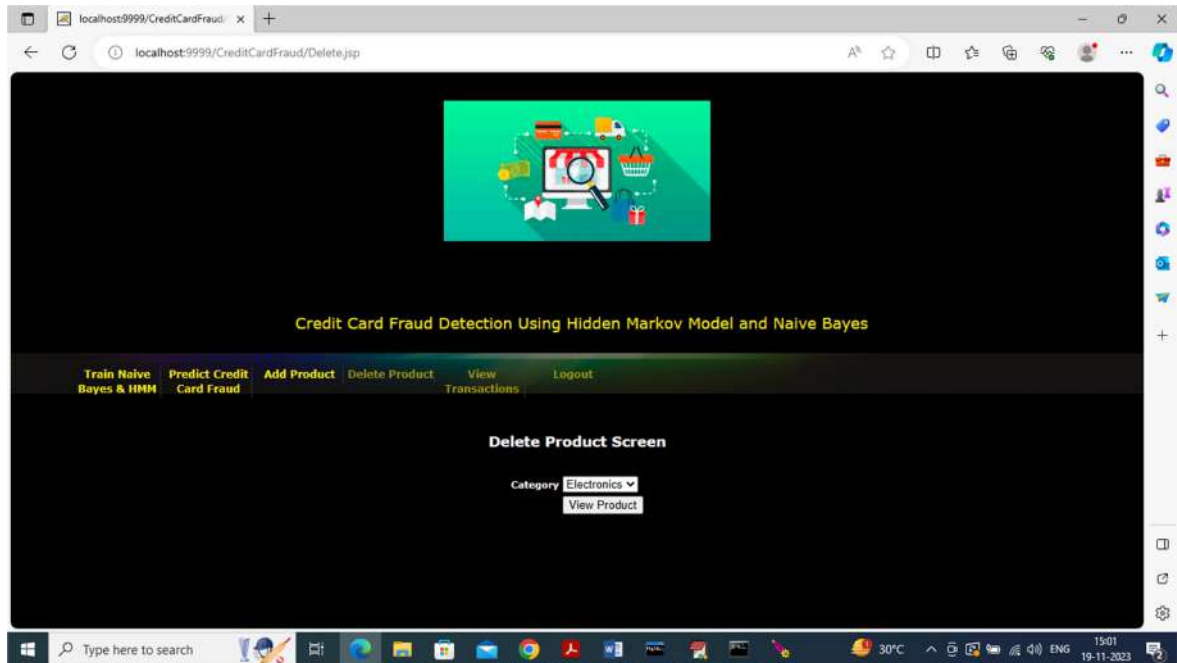 localhost:9999/CreditCardFraud/
localhost:9999/CreditCardFraud/Delete.jsp
Credit Card Fraud Detection Using Hidden Markov Model and Naive Bayes
Train Naive Bayes & HMM
Predict Credit Card Fraud
Add Product
Delete Product
View Transactions
Logout
Delete Product Screen
Category Electronics
View Product
Type here to search
30°C
ENG
15:01
19-11-2023
2